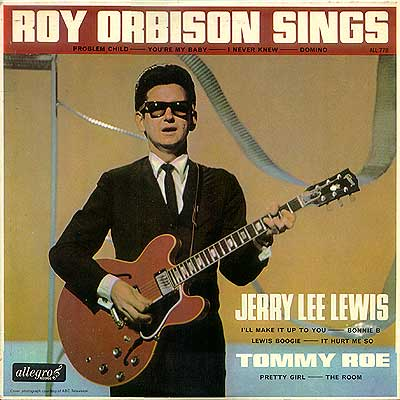 ROY ORBISON SINGS
PROBLEM CHILD — YOU'RE MY BABY — I NEVER KNEW — DOMINO
ALL 778
JERRY LEE LEWIS
I'LL MAKE IT UP TO YOU — BONNIE B
LEWIS BOOGIE — IT HURT ME SO
TOMMY ROE
PRETTY GIRL — THE ROOM
allegro
RECORDS
Cover photograph courtesy of ABC Television